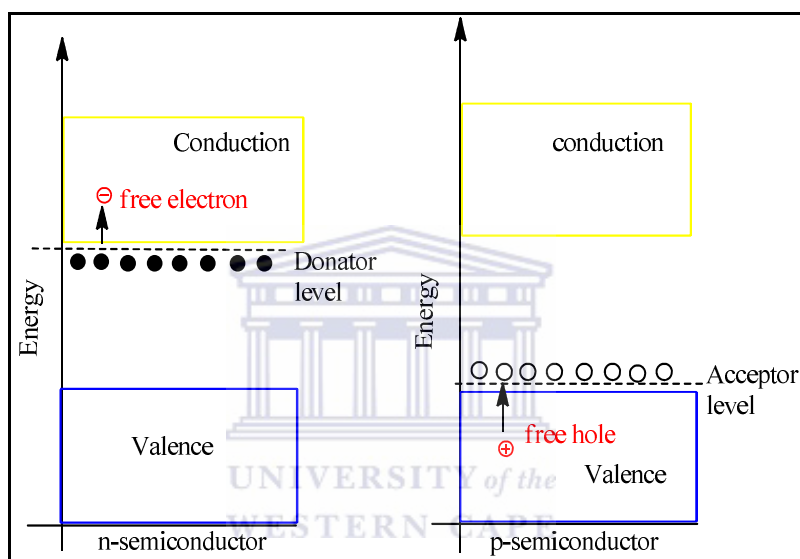 Conduction
⊖ free electron
Donator
level
Energy
Valence
n-semiconductor
conduction
Energy
Acceptor
level
free hole
⊕
Valence
p-semiconductor
UNIVERSITY of the
WESTERN CAPE